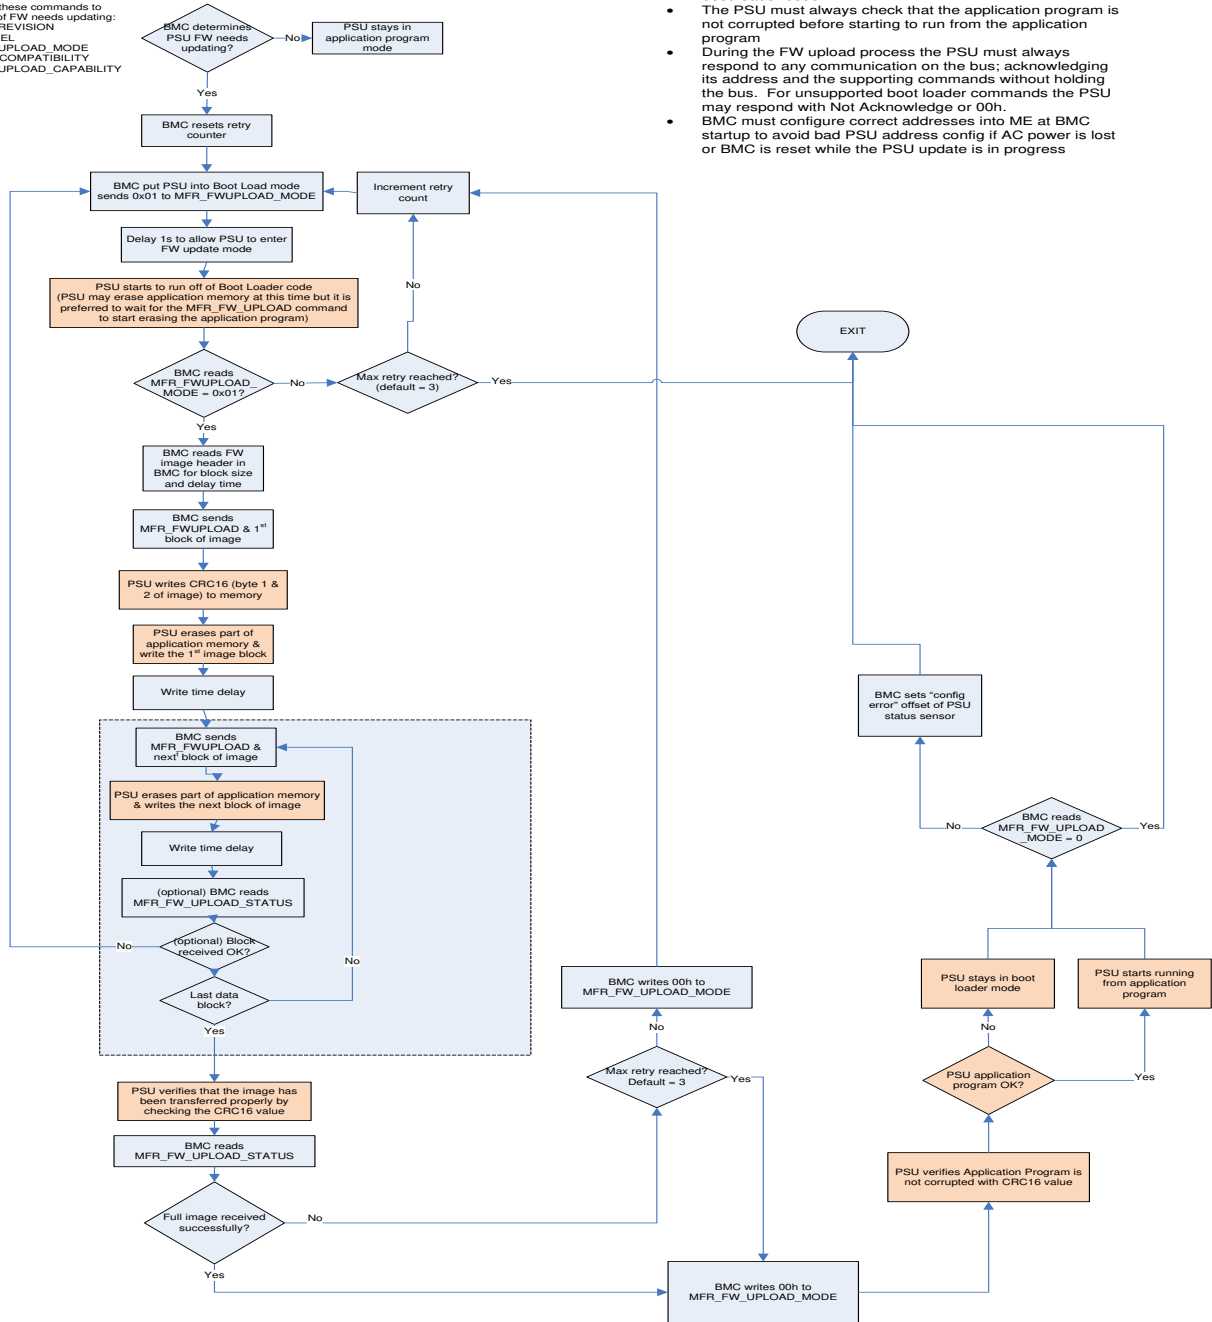 these commands to
of FW needs updating:
REVISION
EL
UPLOAD_MODE
COMPATIBILITY
UPLOAD_CAPABILITY
BMC determines
PSU FW needs
updating?
No
PSU stays in
application program
mode
• The PSU must always check that the application program is
not corrupted before starting to run from the application
program
• During the FW upload process the PSU must always
respond to any communication on the bus; acknowledging
its address and the supporting commands without holding
the bus. For unsupported boot loader commands the PSU
may respond with Not Acknowledge or 00h.
• BMC must configure correct addresses into ME at BMC
startup to avoid bad PSU address config if AC power is lost
or BMC is reset while the PSU update is in progress
Yes
BMC resets retry
counter
BMC put PSU into Boot Load mode
sends 0x01 to MFR_FWUPLOAD_MODE
Increment retry
count
Delay 1s to allow PSU to enter
FW update mode
PSU starts to run off of Boot Loader code
(PSU may erase application memory at this time but it is
preferred to wait for the MFR_FW_UPLOAD command
to start erasing the application program)
No
EXIT
BMC reads
MFR_FWUPLOAD_
MODE = 0x01?
No
Max retry reached?
(default = 3)
Yes
Yes
BMC reads FW
image header in
BMC for block size
and delay time
BMC sends
MFR_FWUPLOAD & 1st
block of image
PSU writes CRC16 (byte 1 &
2 of image) to memory
PSU erases part of
application memory &
write the 1st image block
Write time delay
BMC sets “config
error” offset of PSU
status sensor
BMC sends
MFR_FWUPLOAD &
nextt block of image
PSU erases part of application memory
& writes the next block of image
Write time delay
(optional) BMC reads
MFR_FW_UPLOAD_STATUS
(optional) Block
received OK?
No
No
Last data
block?
Yes
BMC reads
MFR_FW_UPLOAD
_MODE = 0
No
Yes
BMC writes 00h to
MFR_FW_UPLOAD_MODE
PSU stays in boot
loader mode
PSU starts running
from application
program
No
Max retry reached?
Default = 3
Yes
No
PSU application
program OK?
Yes
PSU verifies that the image has
been transferred properly by
checking the CRC16 value
BMC reads
MFR_FW_UPLOAD_STATUS
PSU verifies Application Program is
not corrupted with CRC16 value
Full image received
successfully?
No
Yes
BMC writes 00h to
MFR_FW_UPLOAD_MODE